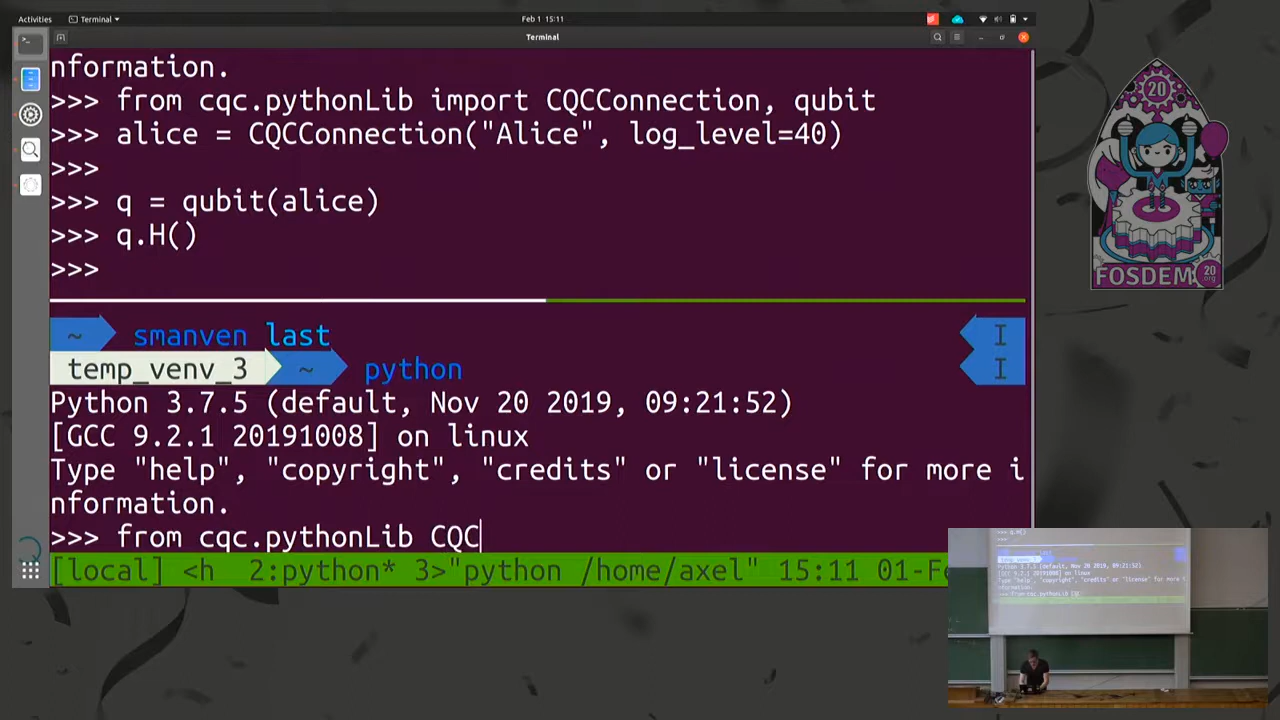 Activities
Terminal
Feb 1 15:11
Terminal
nformation.
>>> from cqc.pythonLib import CQCConnection, qubit
>>> alice = CQCConnection("Alice", log_level=40)
>>>
>>> q = qubit(alice)
>>> q.H()
>>>
~ smanven last
temp_venv_3 ~ python
Python 3.7.5 (default, Nov 20 2019, 09:21:52)
[GCC 9.2.1 20191008] on linux
Type "help", "copyright", "credits" or "license" for more i
nformation.
>>> from cqc.pythonLib CQC
[local] <h 2:python* 3>"python /home/axel" 15:11 01-Fe
20
FOSDEM 20
.org